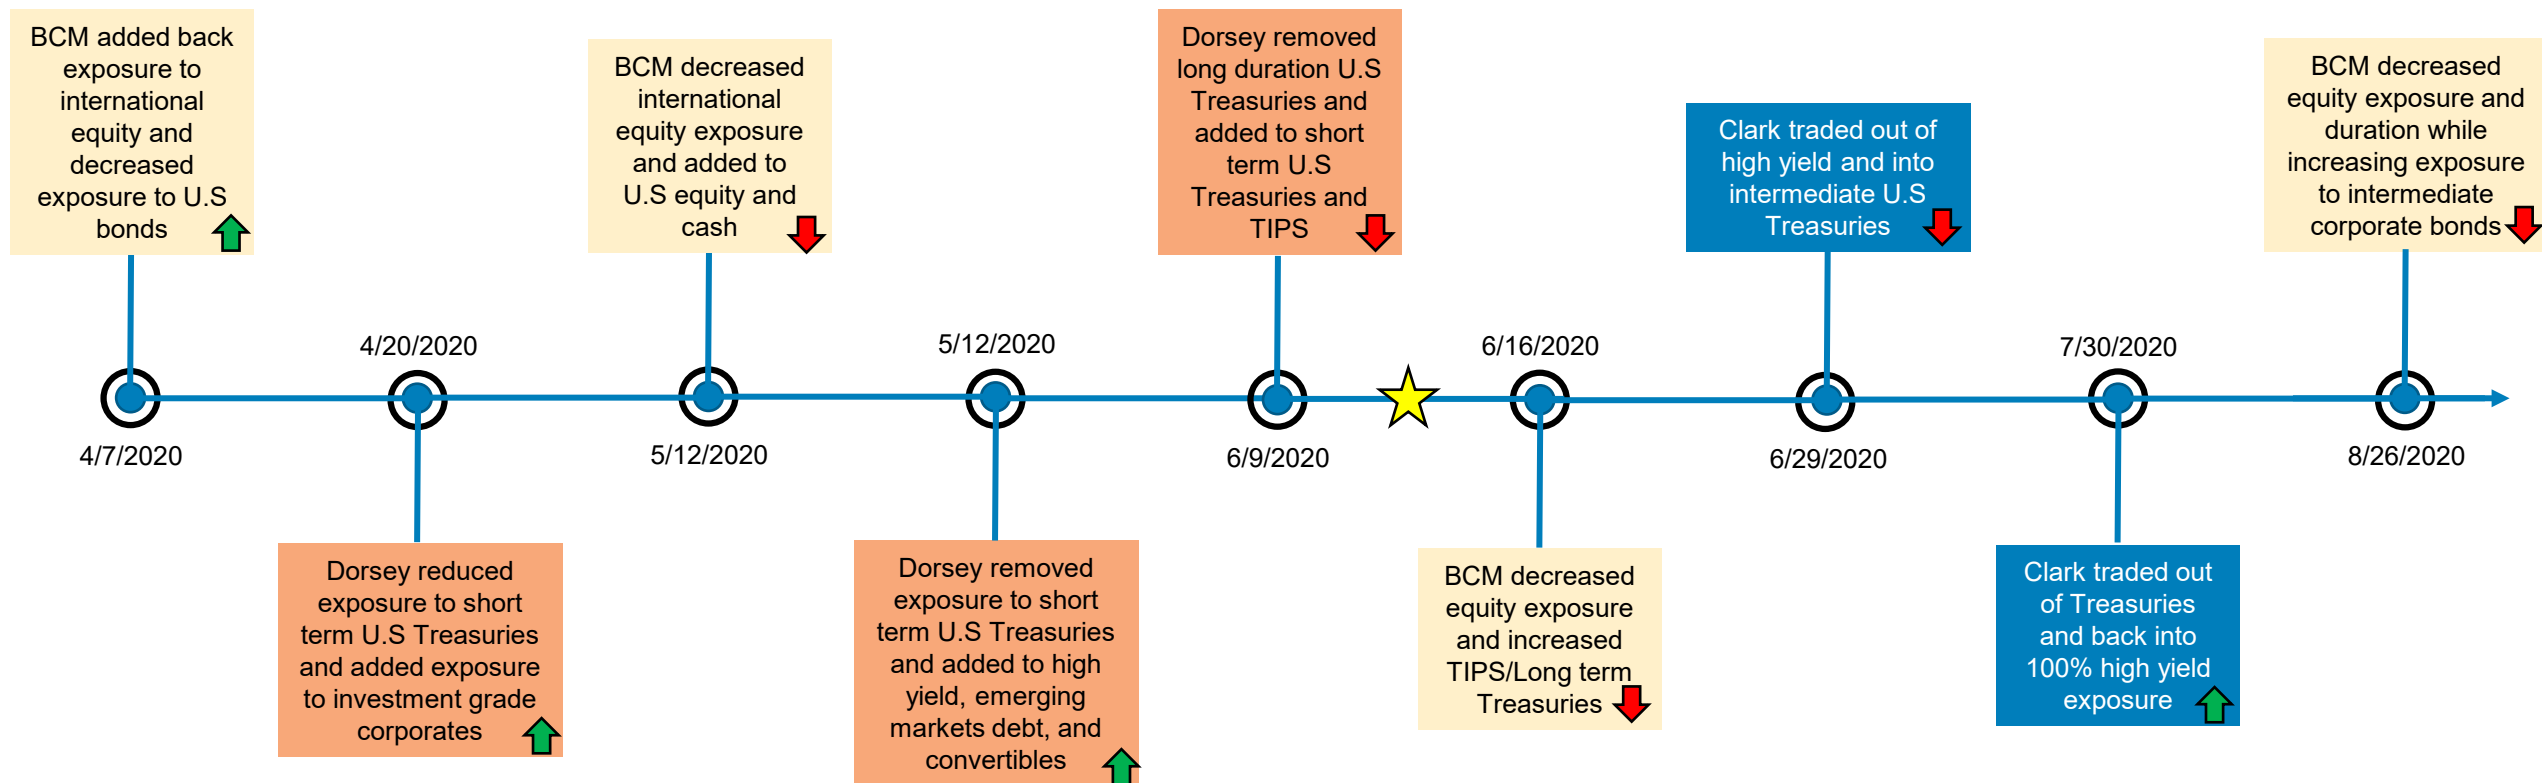 BCM added back
exposure to
international
equity and
decreased
exposure to U.S
bonds
4/7/2020
4/20/2020
Dorsey reduced
exposure to short
term U.S Treasuries
and added exposure
to investment grade
corporates
BCM decreased
international
equity exposure
and added to
U.S equity and
cash
5/12/2020
5/12/2020
Dorsey removed
exposure to short
term U.S Treasuries
and added to high
yield, emerging
markets debt, and
convertibles
Dorsey removed
long duration U.S
Treasuries and
added to short
term U.S
Treasuries and
TIPS
6/9/2020
6/16/2020
BCM decreased
equity exposure
and increased
TIPS/Long term
Treasuries
Clark traded out of
high yield and into
intermediate U.S
Treasuries
6/29/2020
7/30/2020
Clark traded out
of Treasuries
and back into
100% high yield
exposure
BCM decreased
equity exposure and
duration while
increasing exposure
to intermediate
corporate bonds
8/26/2020